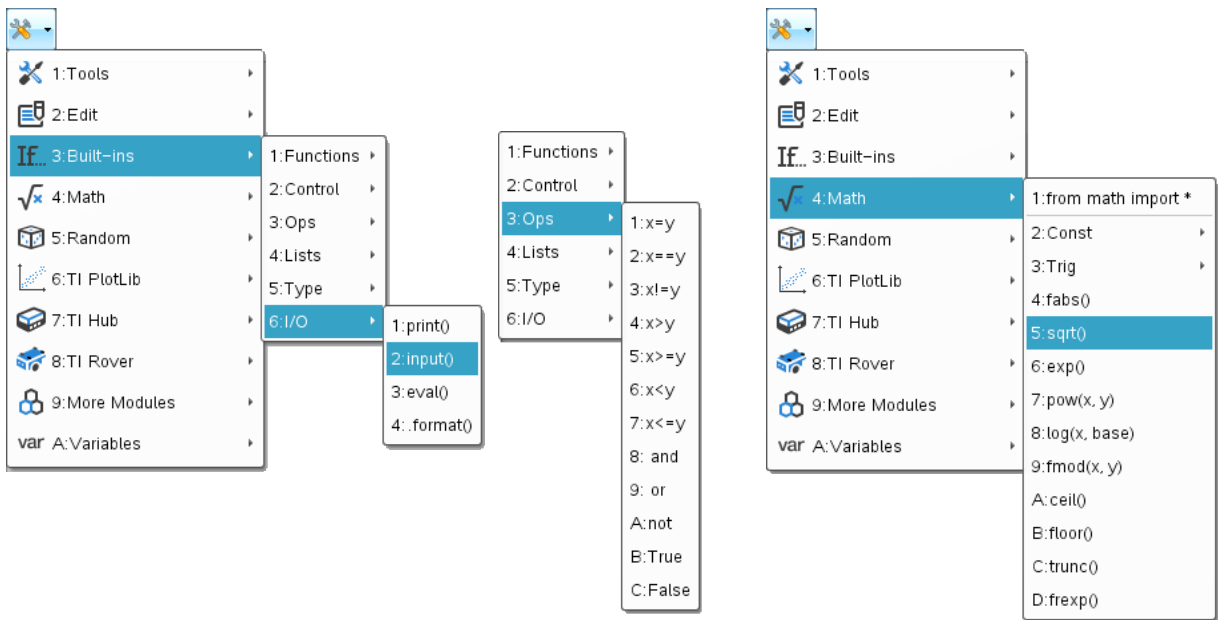 1:Tools
2:Edit
If... 3:Built-ins
4:Math
5:Random
6:TI PlotLib
7:TI Hub
8:TI Rover
9:More Modules
var A:Variables
1:Functions
2:Control
3:Ops
4:Lists
5:Type
6:I/O
1:print()
2:input()
3:eval()
4:.format()
1:Functions
2:Control
3:Ops
4:Lists
5:Type
6:I/O
1:x=y
2:x==y
3:x!=y
4:x>y
5:x>=y
6:x<y
7:x<=y
8: and
9: or
A:not
B:True
C:False
1:Tools
2:Edit
If... 3:Built-ins
√x 4:Math
5:Random
6:TI PlotLib
7:TI Hub
8:TI Rover
9:More Modules
var A:Variables
1:from math import *
2:Const
3:Trig
4:fabs()
5:sqrt()
6:exp()
7:pow(x, y)
8:log(x, base)
9:fmod(x, y)
A:ceil()
B:floor()
C:trunc()
D:frexp()